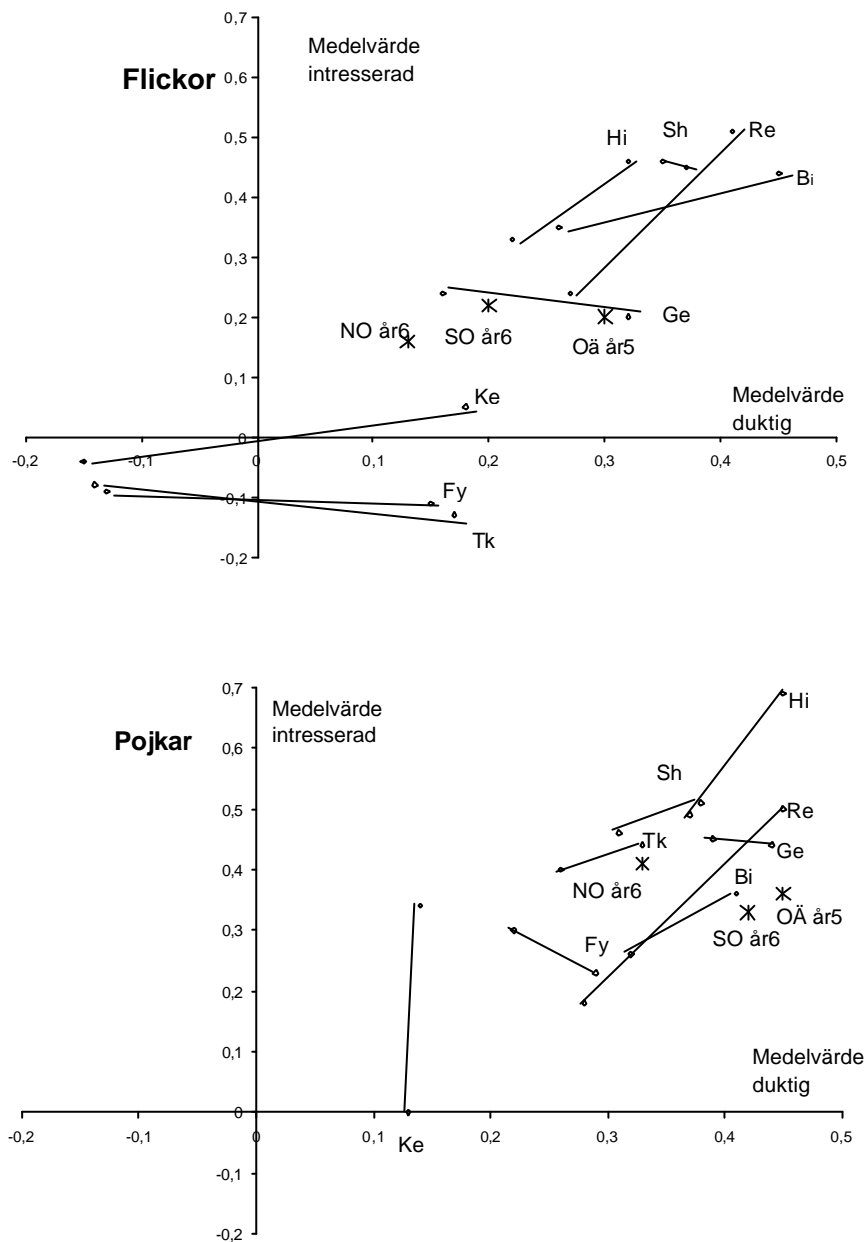 0,7
Medelvärde
intresserad
Flickor
0,6
0,5
Hi
Sh
Re
Bi
0,4
0,3
Ge
0,2
NO år6
SO år6
Oä år5
0,1
Ke
Medelvärde
duktig
0
-0,2
-0,1
0,1
0,2
0,3
0,4
0,5
-0,1
Fy
Tk
-0,2
0,7
Medelvärde
intresserad
Pojkar
Hi
0,6
Sh
0,5
Re
Tk
Ge
0,4
NO år6
Bi
OÄ år5
SO år6
0,3
Fy
0,2
0,1
Medelvärde
duktig
0
-0,2
-0,1
0
0,1
0,2
0,3
0,4
0,5
Ke
-0,1
-0,2